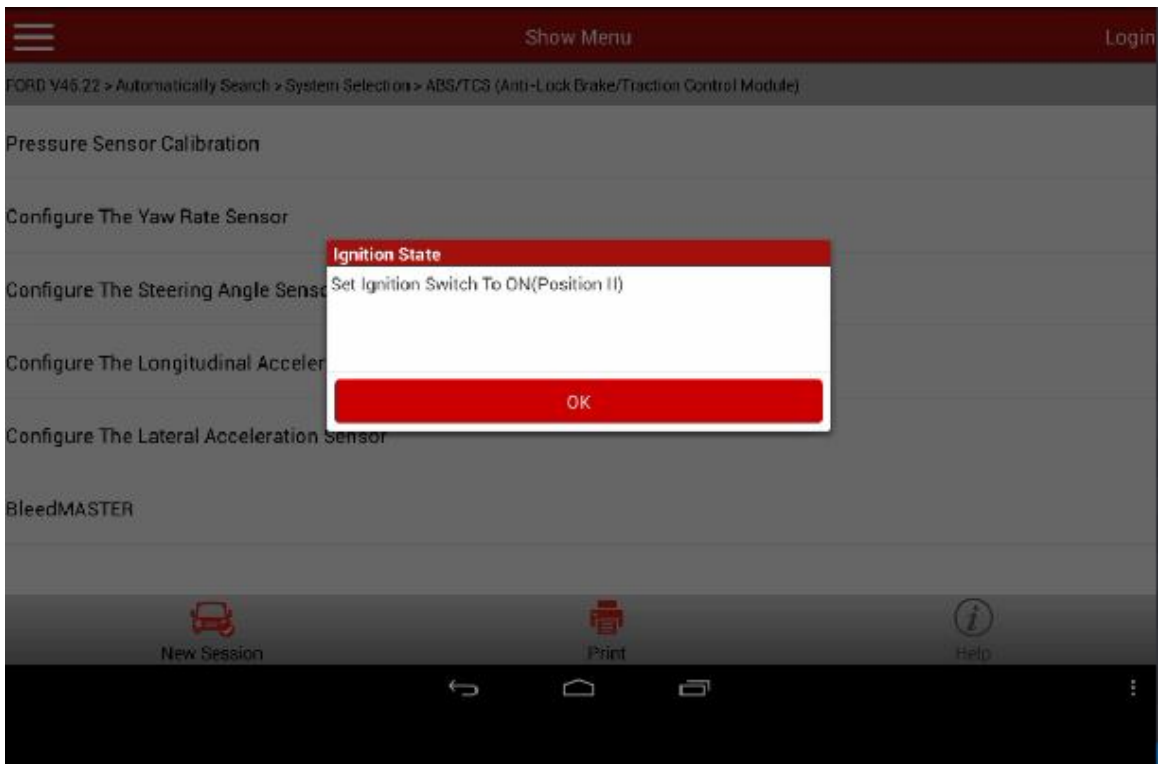 Show Menu
Login
FORD V46.22 > Automatically Search > System Selection > ABS/TCS (Anti-Lock Brake/Traction Control Module)
Pressure Sensor Calibration
Configure The Yaw Rate Sensor
Ignition State
Set Ignition Switch To ON(Position II)
Configure The Steering Angle Senso
Configure The Longitudinal Acceler
OK
Configure The Lateral Acceleration Sensor
BleedMASTER
New Session
Print
Help